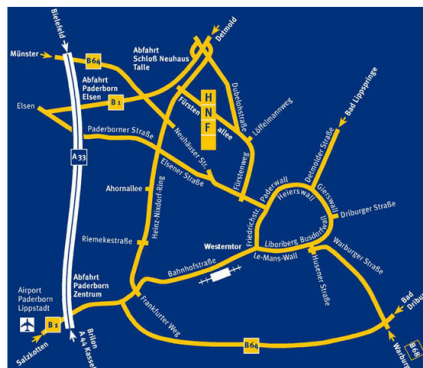 Bielefeld
Münster
B 64
Abfahrt
Schloß Neuhaus
Talle
Detmold
Abfahrt
Paderborn
Elsen
B 1
Elsen
H
N
F
Fürstenallee
Dubelohstraße
Löffelmannweg
Bad Lippspringe
Paderborner Straße
Neuhäuser Str.
Elsener Straße
Fürstenweg
A 33
Ahornallee
Heinz-Nixdorf-Ring
Riemekestraße
Detmolder Straße
Paderwall
Heierswall
Gierswall
Driburger Straße
Friedrichstr.
Westerntor
Liboriberg
Busdorfwall
Le-Mans-Wall
Warburger Straße
Bahnhofstraße
Husener Straße
Airport
Paderborn
Lippstadt
Abfahrt
Paderborn
Zentrum
Frankfurter Weg
B 1
Salzkotten
Brilon
A 44 Kassel
B 64
Bad
Dribu
Warburg
B 68